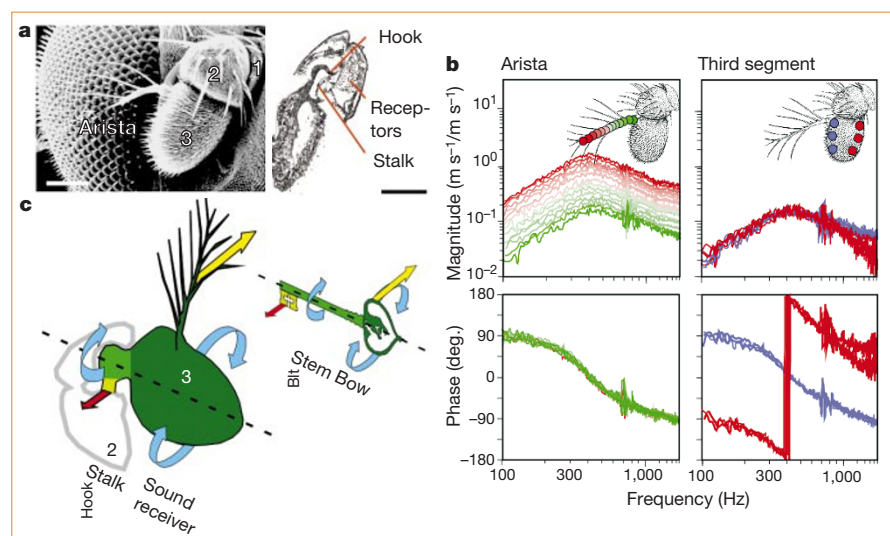 a
1
2
3
Arista
Hook
Recep-
tors
Stalk
b
Arista
Third segment
Magnitude (m s⁻¹/m s⁻¹)
10¹
10⁰
10⁻¹
10⁻²
Phase (deg.)
180
90
0
–90
–180
100
300
1,000
100
300
1,000
Frequency (Hz)
c
3
2
Hook
Stalk
Sound
receiver
Blt
Stem Bow